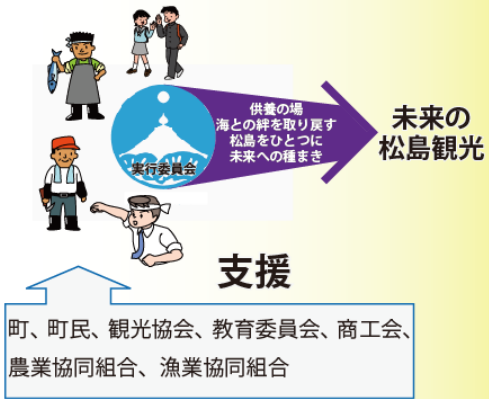 供養の場
海との絆を取り戻す
松島をひとつに
未来への種まき
実行委員会
未来の
松島観光
支援
町、町民、観光協会、教育委員会、商工会、
農業協同組合、漁業協同組合